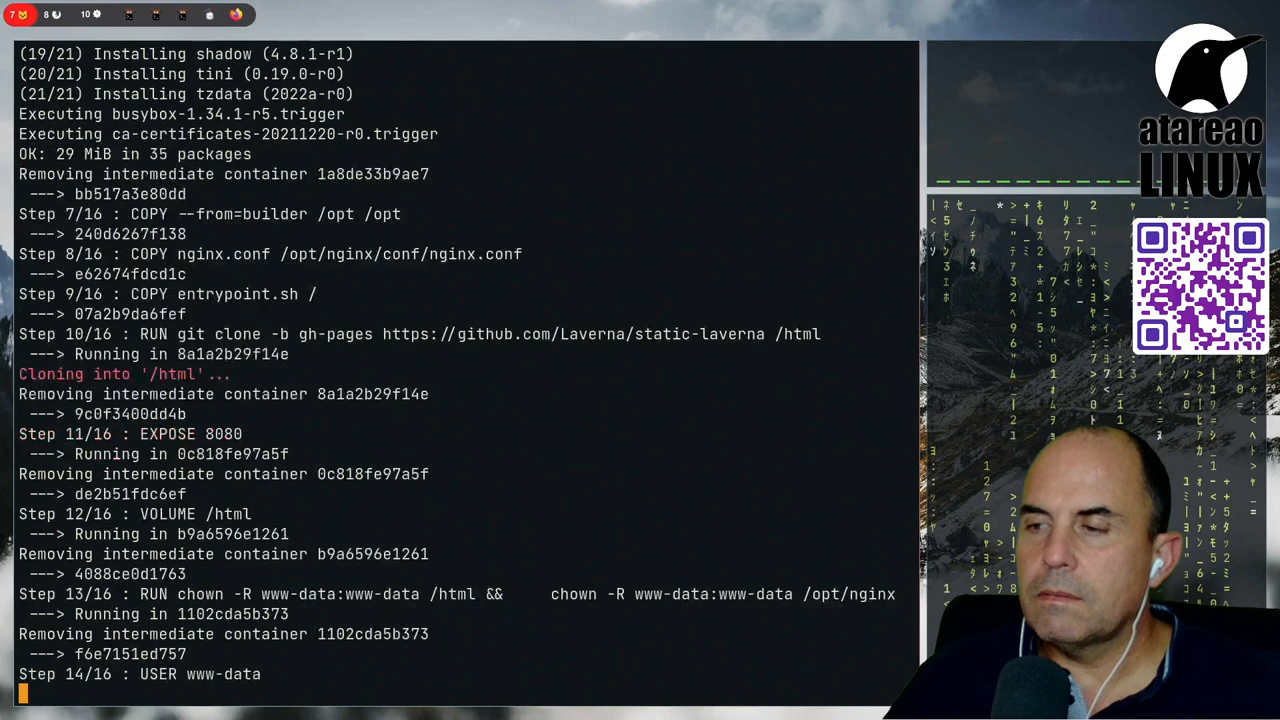 7 8 10
(19/21) Installing shadow (4.8.1-r1)
(20/21) Installing tini (0.19.0-r0)
(21/21) Installing tzdata (2022a-r0)
Executing busybox-1.34.1-r5.trigger
Executing ca-certificates-20211220-r0.trigger
OK: 29 MiB in 35 packages
Removing intermediate container 1a8de33b9ae7
---> bb517a3e80dd
Step 7/16 : COPY --from=builder /opt /opt
---> 240d6267f138
Step 8/16 : COPY nginx.conf /opt/nginx/conf/nginx.conf
---> e62674fdcd1c
Step 9/16 : COPY entrypoint.sh /
---> 07a2b9da6fef
Step 10/16 : RUN git clone -b gh-pages https://github.com/Laverna/static-laverna /html
---> Running in 8a1a2b29f14e
Cloning into '/html'...
Removing intermediate container 8a1a2b29f14e
---> 9c0f3400dd4b
Step 11/16 : EXPOSE 8080
---> Running in 0c818fe97a5f
Removing intermediate container 0c818fe97a5f
---> de2b51fdc6ef
Step 12/16 : VOLUME /html
---> Running in b9a6596e1261
Removing intermediate container b9a6596e1261
---> 4088ce0d1763
Step 13/16 : RUN chown -R www-data:www-data /html &&     chown -R www-data:www-data /opt/nginx
---> Running in 1102cda5b373
Removing intermediate container 1102cda5b373
---> f6e7151ed757
Step 14/16 : USER www-data
atareao
LINUX